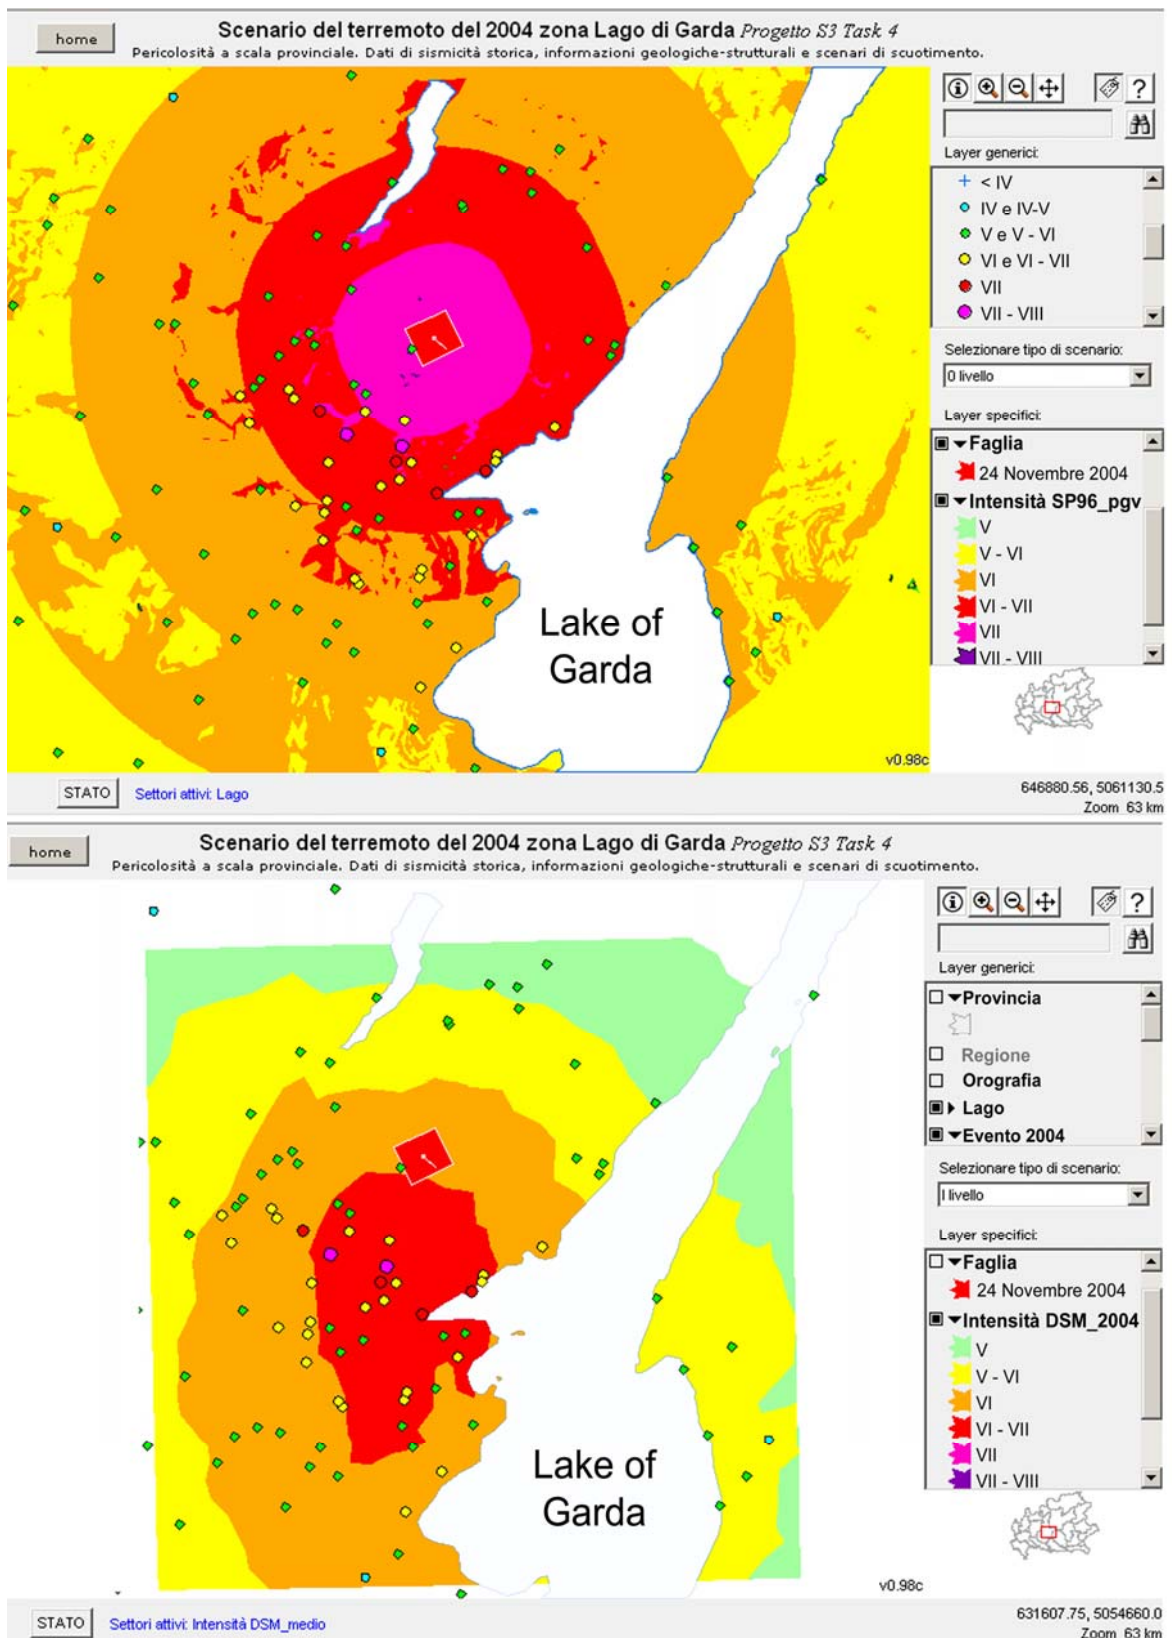 home
Scenario del terremoto del 2004 zona Lago di Garda Progetto S3 Task 4
Pericolosità a scala provinciale. Dati di sismicità storica, informazioni geologiche-strutturali e scenari di scuotimento.
?
Layer generici:
< IV
IV e IV-V
V e V - VI
VI e VI - VII
VII
VII - VIII
Selezionare tipo di scenario:
0 livello
Layer specifici:
Faglia
24 Novembre 2004
Intensità SP96_pgv
V
V - VI
VI
VI - VII
VII
VII - VIII
Lake of
Garda
v0.98c
STATO
Settori attivi: Lago
646880.56, 5061130.5
Zoom 63 km
home
Scenario del terremoto del 2004 zona Lago di Garda Progetto S3 Task 4
Pericolosità a scala provinciale. Dati di sismicità storica, informazioni geologiche-strutturali e scenari di scuotimento.
?
Layer generici:
Provincia
Regione
Orografia
Lago
Evento 2004
Selezionare tipo di scenario:
I livello
Layer specifici:
Faglia
24 Novembre 2004
Intensità DSM_2004
V
V - VI
VI
VI - VII
VII
VII - VIII
Lake of
Garda
v0.98c
STATO
Settori attivi: Intensità DSM_medio
631607.75, 5054660.0
Zoom 63 km